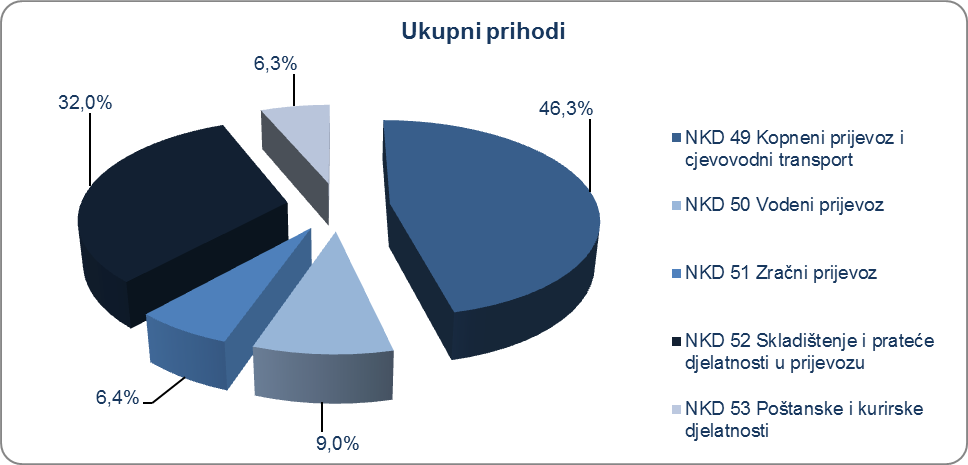 Ukupni prihodi
6,3%
32,0%
46,3%
6,4%
9,0%
NKD 49 Kopneni prijevoz i
cjevovodni transport
NKD 50 Vodeni prijevoz
NKD 51 Zračni prijevoz
NKD 52 Skladištenje i prateće
djelatnosti u prijevozu
NKD 53 Poštanske i kurirske
djelatnosti